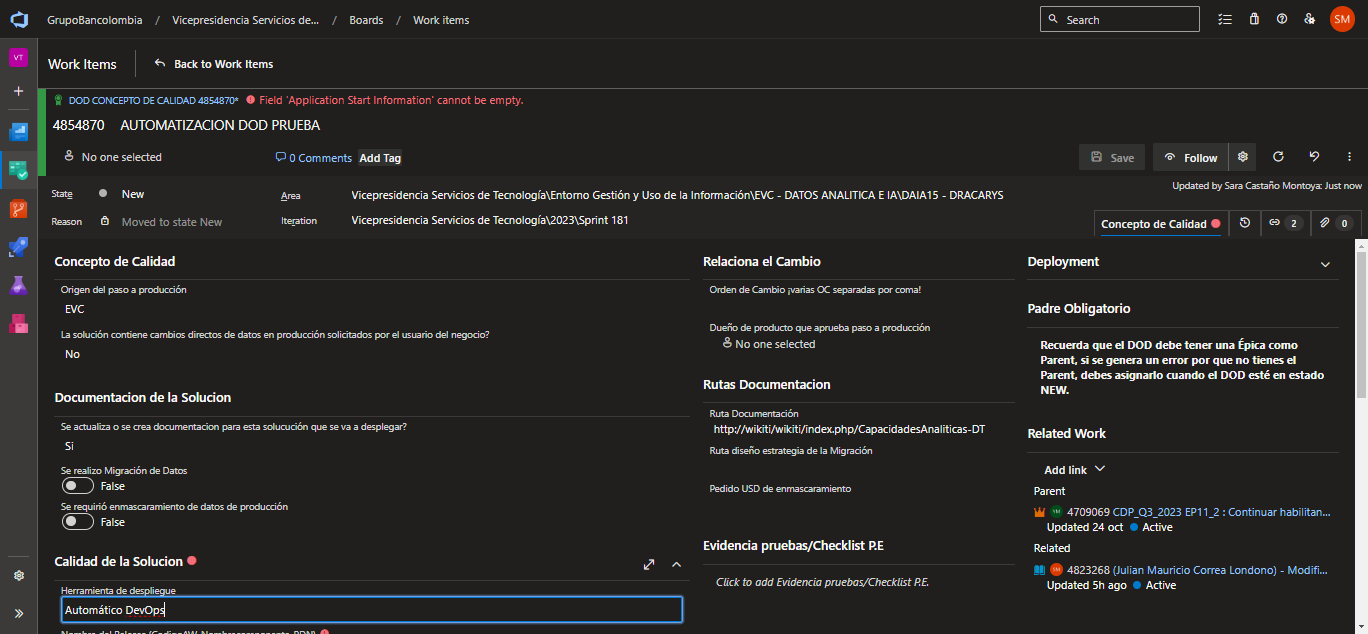 GrupoBancolombia / Vicepresidencia Servicios de... / Boards / Work items
Search
SM
VT
Work Items
Back to Work Items
DOD CONCEPTO DE CALIDAD 4854870* Field 'Application Start Information' cannot be empty.
4854870 AUTOMATIZACION DOD PRUEBA
No one selected
0 Comments
Add Tag
Save
Follow
State
New
Area
Vicepresidencia Servicios de Tecnología\Entorno Gestión y Uso de la Información\EVC - DATOS ANALITICA E IA\DAIA15 - DRACARYS
Updated by Sara Castaño Montoya: Just now
Reason
Moved to state New
Iteration
Vicepresidencia Servicios de Tecnología\2023\Sprint 181
Concepto de Calidad
2
0
Concepto de Calidad
Origen del paso a producción
EVC
La solución contiene cambios directos de datos en producción solicitados por el usuario del negocio?
No
Documentacion de la Solucion
Se actualiza o se crea documentacion para esta solucución que se va a desplegar?
Si
Se realizo Migración de Datos
False
Se requirió enmascaramiento de datos de producción
False
Calidad de la Solucion
Herramienta de despliegue
Automático DevOps
Relaciona el Cambio
Orden de Cambio ¡varias OC separadas por coma!
Dueño de producto que aprueba paso a producción
No one selected
Rutas Documentacion
Ruta Documentación
http://wikiti/wikiti/index.php/CapacidadesAnaliticas-DT
Ruta diseño estrategia de la Migración
Pedido USD de enmascaramiento
Evidencia pruebas/Checklist P.E
Click to add Evidencia pruebas/Checklist P.E.
Deployment
Padre Obligatorio
Recuerda que el DOD debe tener una Épica como
Parent, si se genera un error por que no tienes el
Parent, debes asignarlo cuando el DOD esté en estado
NEW.
Related Work
Add link
Parent
YM 4709069 CDP_Q3_2023 EP11_2 : Continuar habilitan...
Updated 24 oct Active
Related
SM 4823268 (Julian Mauricio Correa Londono) - Modifi...
Updated 5h ago Active